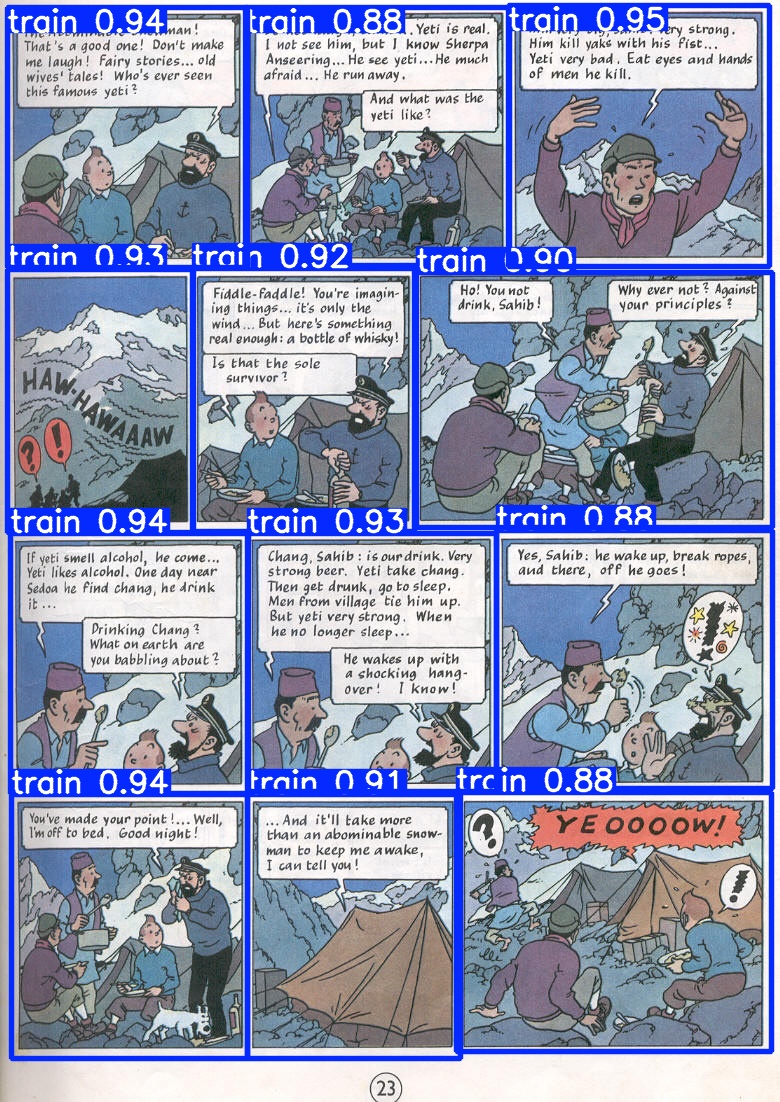 train 0.94
That's a good one! Don't make
me laugh! Fairy stories... old
wives' tales! Who's ever seen
this famous yeti?
train 0.88
Yeti is real.
I not see him, but I know Sherpa
Anseering... He see yeti... He much
afraid... He run away.
And what was the
yeti like?
train 0.95
very strong.
Him kill yaks with his fist...
Yeti very bad. Eat eyes and hands
of men he kill.
train 0.93
HAW-HAWAAAW
?
!
train 0.92
Fiddle-faddle! You're imagin-
ing things... it's only the
wind... But here's something
real enough: a bottle of whisky!
Is that the sole
survivor?
train 0.90
Ho! You not
drink, Sahib!
Why ever not? Against
your principles?
train 0.94
If yeti smell alcohol, he come...
Yeti likes alcohol. One day near
Sedoa he find chang, he drink
it...
Drinking Chang?
What on earth are
you babbling about?
train 0.93
Chang, Sahib: is our drink. Very
strong beer. Yeti take chang.
Then get drunk, go to sleep.
Men from village tie him up.
But yeti very strong. When
he no longer sleep...
He wakes up with
a shocking hang-
over! I know!
train 0.88
Yes, Sahib: he wake up, break ropes,
and there, off he goes!
!
train 0.94
You've made your point!... Well,
I'm off to bed. Good night!
train 0.91
...And it'll take more
than an abominable snow-
man to keep me awake,
I can tell you!
train 0.88
?
YEOOOOW!
!
23